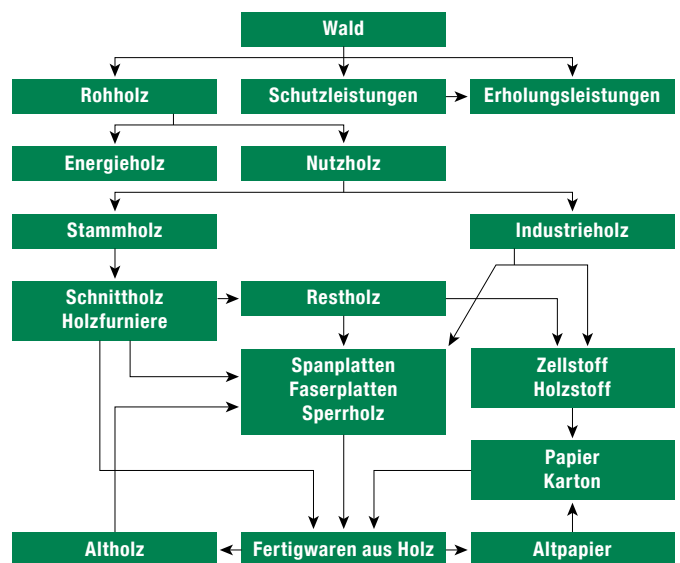 Wald
Rohholz
Schutzleistungen
Erholungsleistungen
Energieholz
Nutzholz
Stammholz
Industrieholz
Schnittholz
Holzfurniere
Restholz
Spanplatten
Faserplatten
Sperrholz
Zellstoff
Holzstoff
Papier
Karton
Altholz
Fertigwaren aus Holz
Altpapier